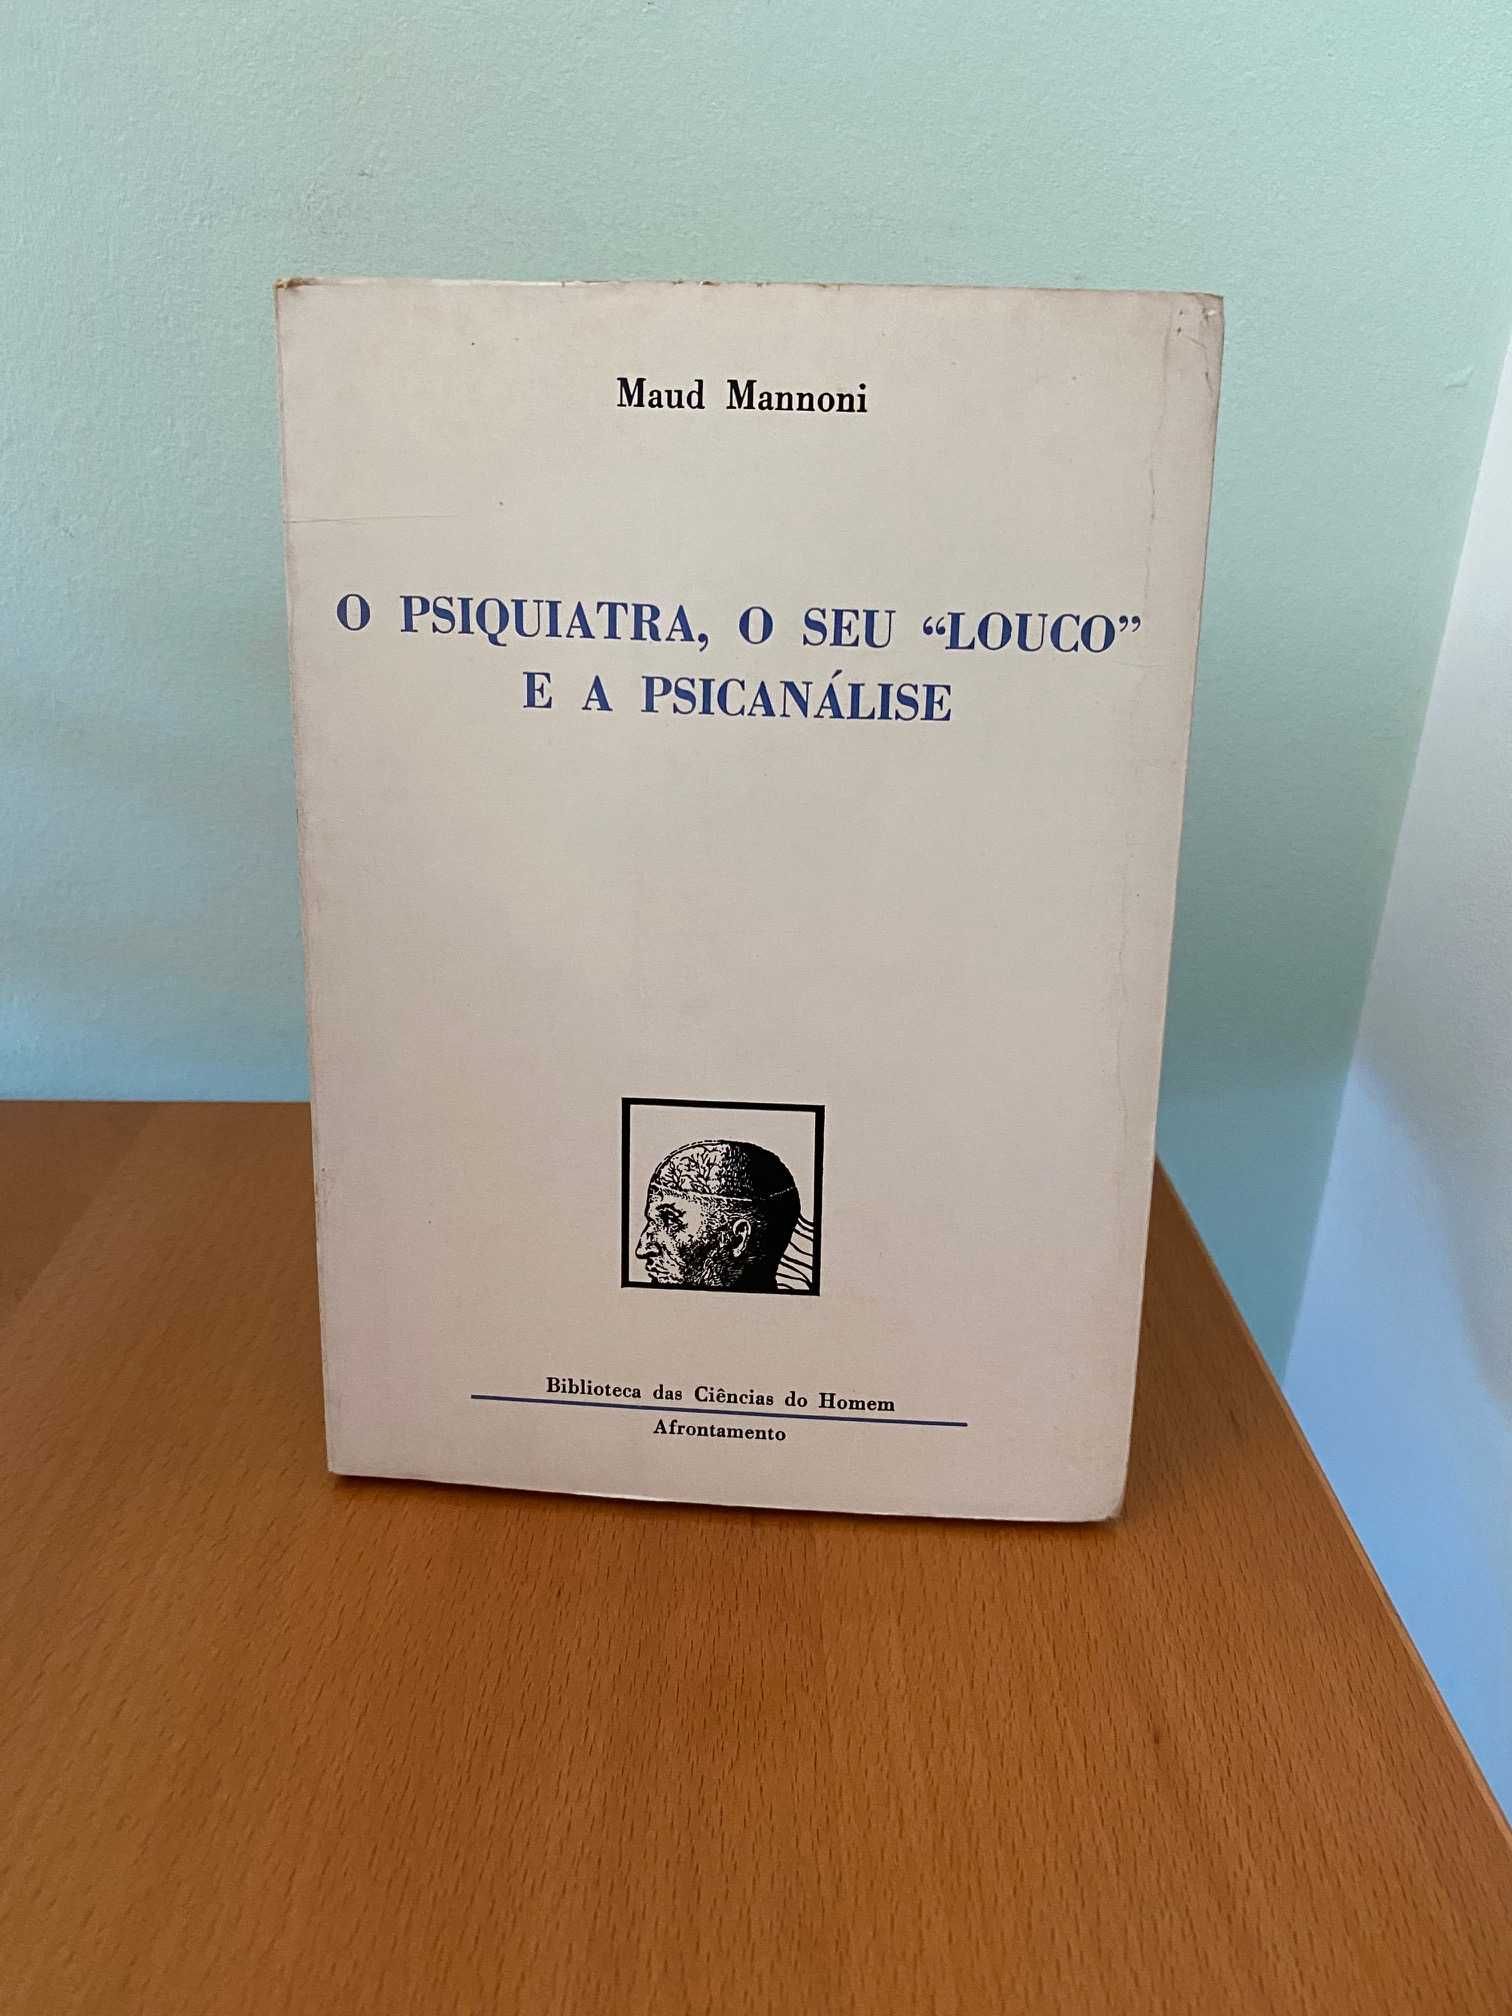 Maud Mannoni
O PSIQUIATRA, O SEU “LOUCO”
E A PSICANÁLISE
Biblioteca das Ciências do Homem
Afrontamento